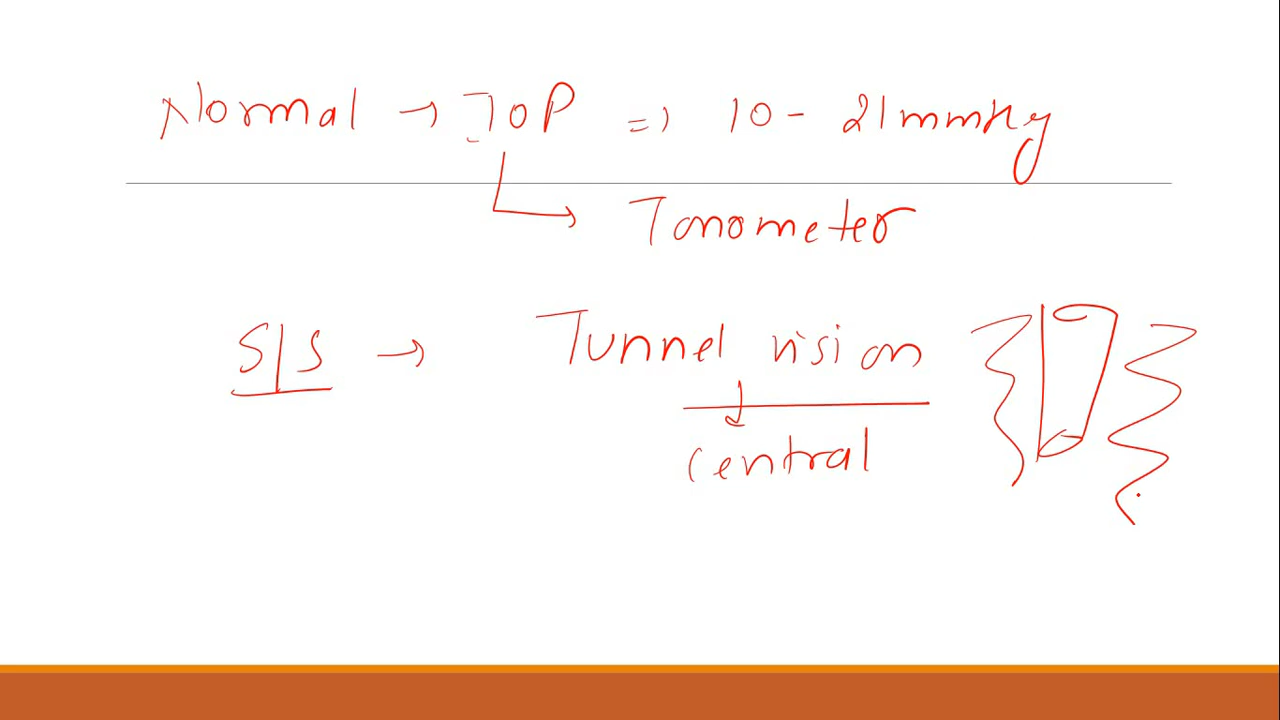 Normal → IOP => 10 - 21mmHg
Tonometer
S/S → Tunnel vision
central